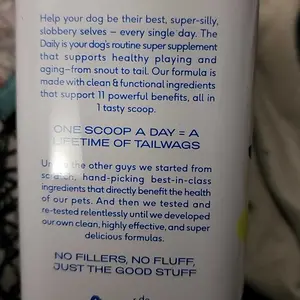 Help your dog be their best, super-silly,
slobbery selves – every single day. The
Daily is your dog's routine super supplement
that supports healthy playing and
aging–from snout to tail. Our formula is
made with clean & functional ingredients
that support 11 powerful benefits, all in
1 tasty scoop.
ONE SCOOP A DAY = A
LIFETIME OF TAILWAGS
the other guys we started from
hand-picking best-in-class
ingredients that directly benefit the health
of our pets. And then we tested and
re-tested relentlessly until we developed
our own clean, highly effective, and super
delicious formulas.
NO FILLERS, NO FLUFF,
JUST THE GOOD STUFF